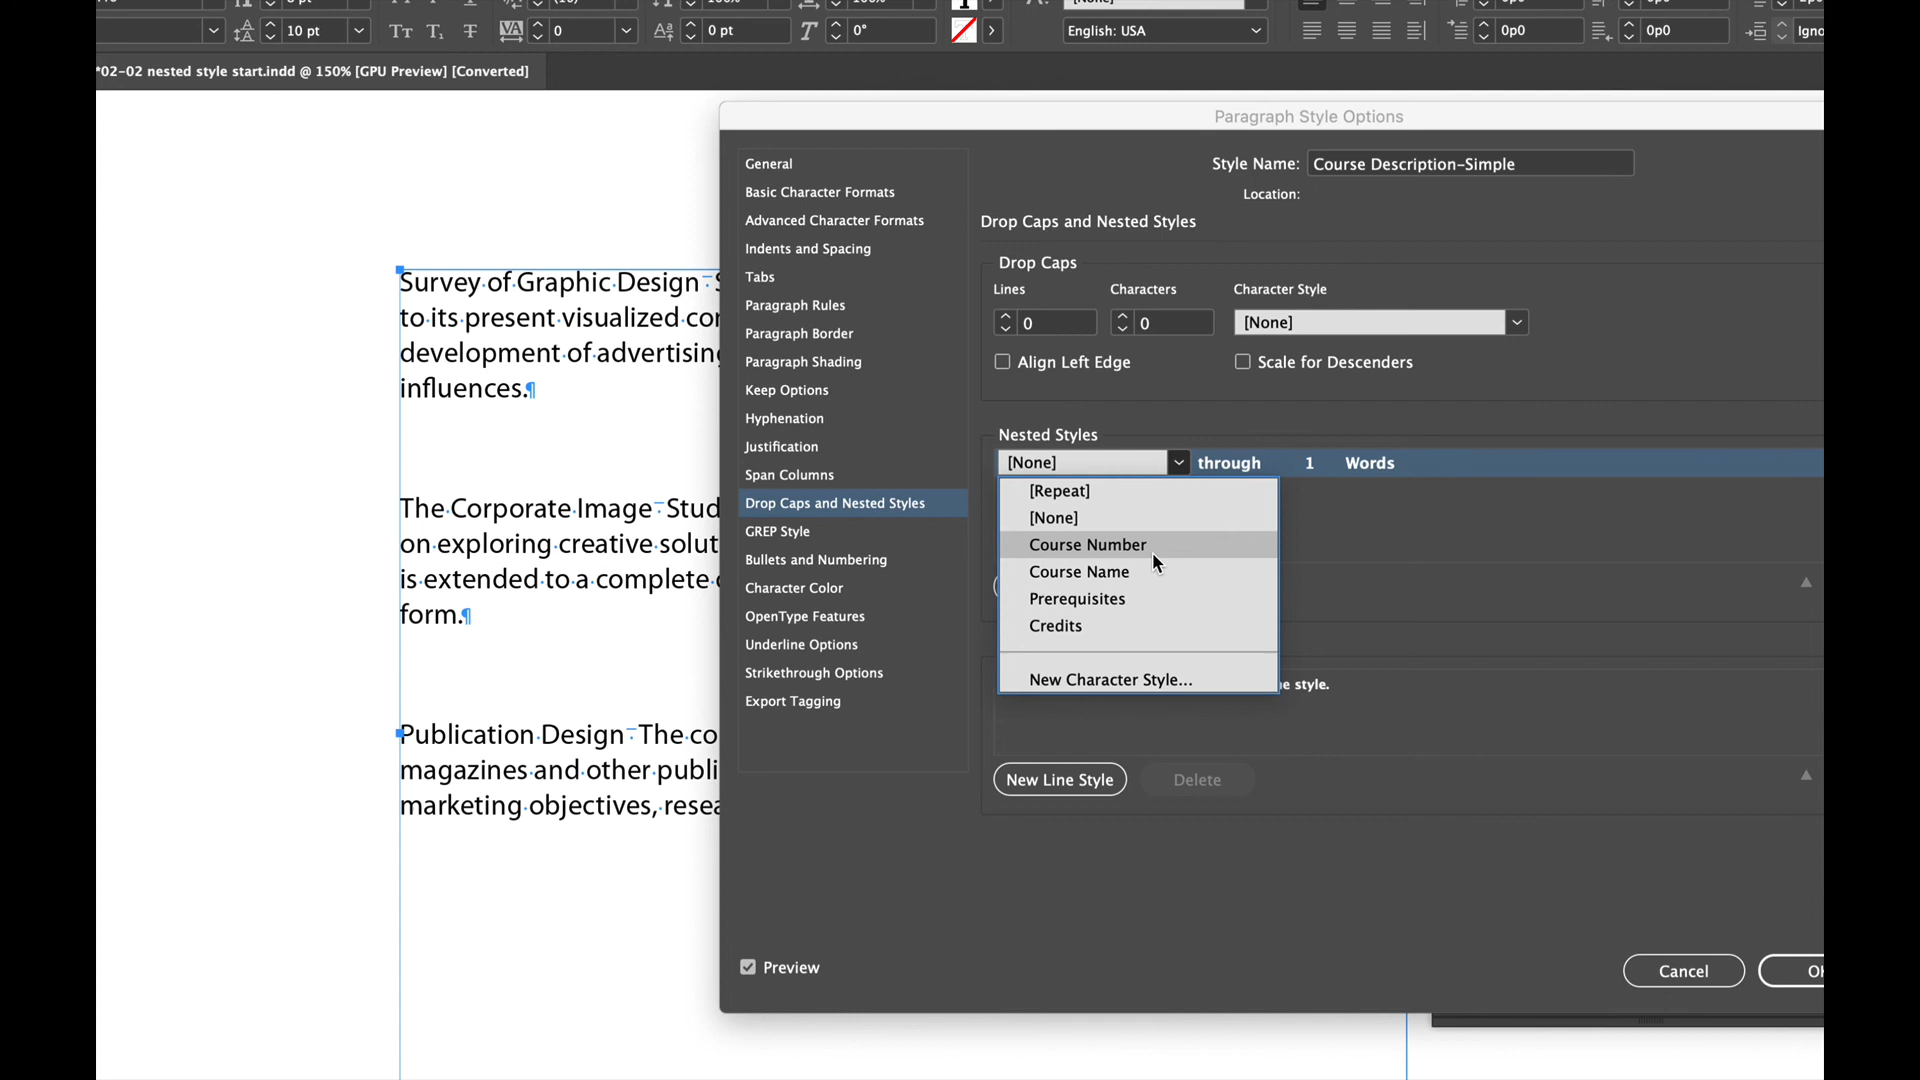 10 pt
0
0 pt
0°
English: USA
0p0
0p0
*02-02 nested style start.indd @ 150% [GPU Preview] [Converted]
Paragraph Style Options
General
Basic Character Formats
Advanced Character Formats
Indents and Spacing
Tabs
Paragraph Rules
Paragraph Border
Paragraph Shading
Keep Options
Hyphenation
Justification
Span Columns
Drop Caps and Nested Styles
GREP Style
Bullets and Numbering
Character Color
OpenType Features
Underline Options
Strikethrough Options
Export Tagging
Style Name: Course Description-Simple
Location:
Drop Caps and Nested Styles
Drop Caps
Lines Characters Character Style
0 0 [None]
Align Left Edge Scale for Descenders
Nested Styles
[None] through 1 Words
[Repeat]
[None]
Course Number
Course Name
Prerequisites
Credits
New Character Style...
style.
New Line Style Delete
Preview
Cancel
Survey of Graphic Design
to its present visualized
development of advertising
influences.¶
The Corporate Image
on exploring creative
is extended to a complete
form.¶
Publication Design The
magazines and other
marketing objectives,